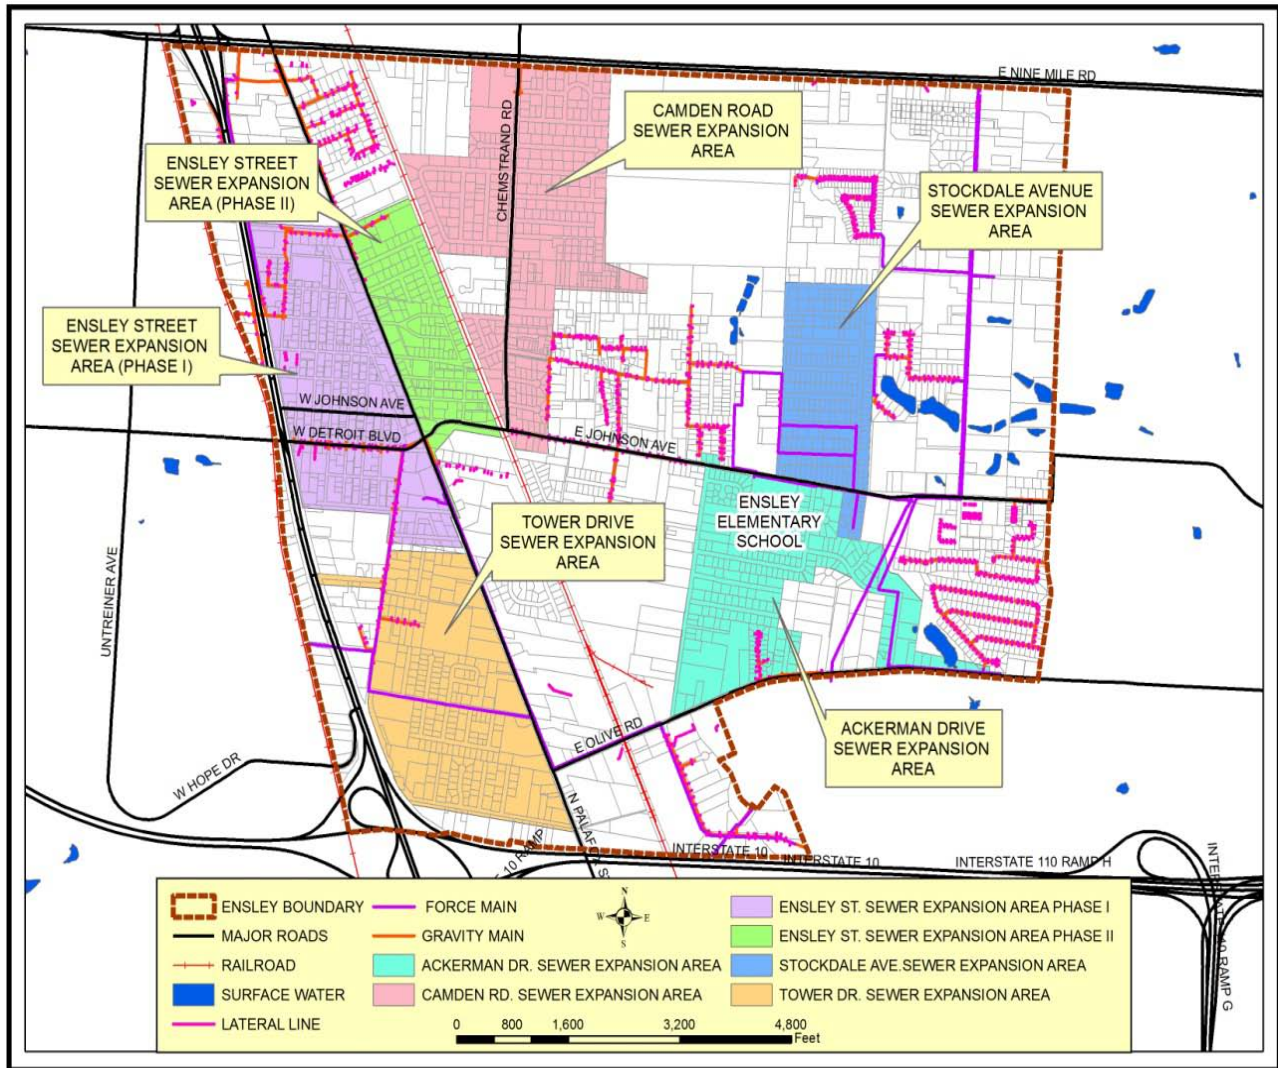 E NINE MILE RD
CAMDEN ROAD
SEWER EXPANSION
AREA
CHEMSTRAND RD
ENSLEY STREET
SEWER EXPANSION
AREA (PHASE II)
STOCKDALE AVENUE
SEWER EXPANSION
AREA
ENSLEY STREET
SEWER EXPANSION
AREA (PHASE I)
W JOHNSON AVE
W DETROIT BLVD
E JOHNSON AVE
ENSLEY
ELEMENTARY
SCHOOL
TOWER DRIVE
SEWER EXPANSION
AREA
UNTREINER AVE
ACKERMAN DRIVE
SEWER EXPANSION
AREA
E OLIVE RD
W HOPE DR
N PALAFOX S
10 RAMP
INTERSTATE 10
INTERSTATE 10
INTERSTATE 110 RAMP H
INTERSTATE 110 RAMP G
ENSLEY BOUNDARY
MAJOR ROADS
RAILROAD
SURFACE WATER
LATERAL LINE
FORCE MAIN
GRAVITY MAIN
ACKERMAN DR. SEWER EXPANSION AREA
CAMDEN RD. SEWER EXPANSION AREA
N
W E
S
ENSLEY ST. SEWER EXPANSION AREA PHASE I
ENSLEY ST. SEWER EXPANSION AREA PHASE II
STOCKDALE AVE.SEWER EXPANSION AREA
TOWER DR. SEWER EXPANSION AREA
0 800 1,600 3,200 4,800
Feet